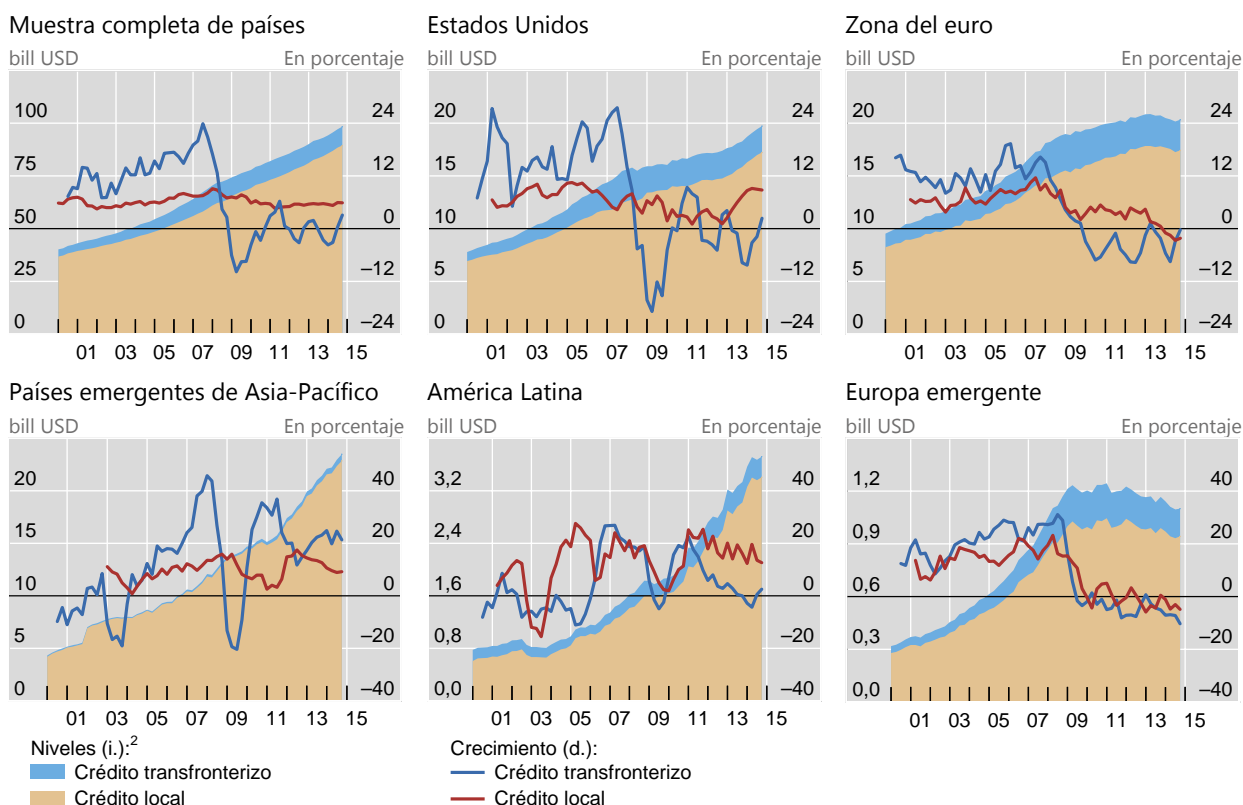 Muestra completa de países
bill USD En porcentaje
100 24
75 12
50 0
25 –12
0 –24
01 03 05 07 09 11 13 15
Estados Unidos
bill USD En porcentaje
20 24
15 12
10 0
5 –12
0 –24
01 03 05 07 09 11 13 15
Zona del euro
bill USD En porcentaje
20 24
15 12
10 0
5 –12
0 –24
01 03 05 07 09 11 13 15
Países emergentes de Asia-Pacífico
bill USD En porcentaje
20 40
15 20
10 0
5 –20
0 –40
01 03 05 07 09 11 13 15
América Latina
bill USD En porcentaje
3,2 40
2,4 20
1,6 0
0,8 –20
0,0 –40
01 03 05 07 09 11 13 15
Europa emergente
bill USD En porcentaje
1,2 40
0,9 20
0,6 0
0,3 –20
0,0 –40
01 03 05 07 09 11 13 15
Niveles (i.):²
Crédito transfronterizo
Crédito local
Crecimiento (d.):
Crédito transfronterizo
Crédito local